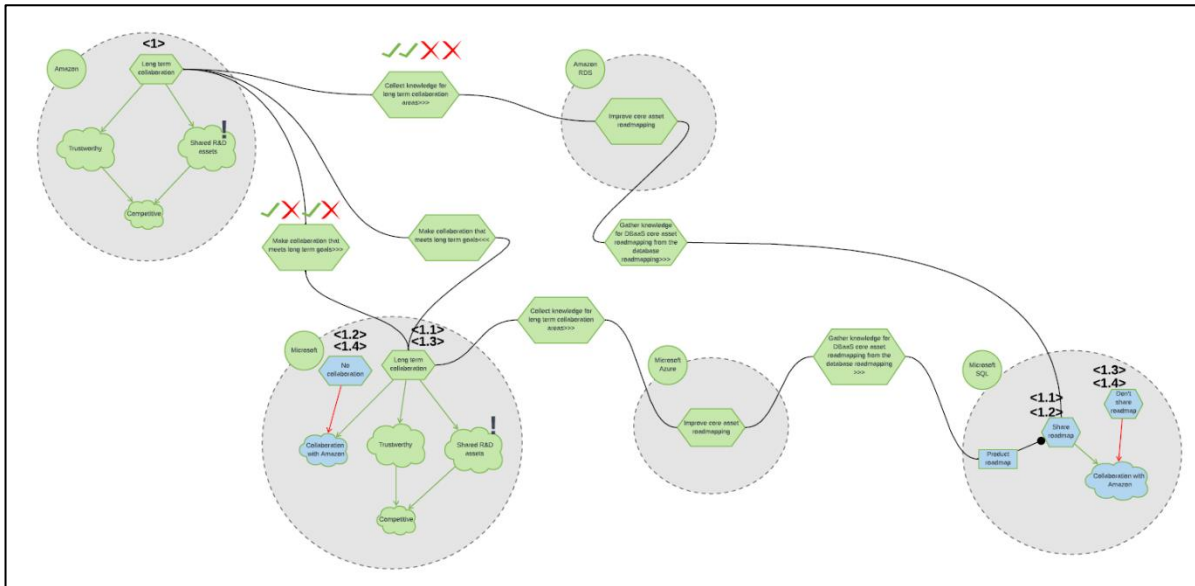 <1>
Amazon
Long term
collaboration
Trustworthy
Shared R&D
assets
!
Competitive
Collect knowledge for
long term collaboration
areas>>>
Amazon
RDS
Improve core asset
roadmapping
Make collaboration that
meets long term goals>>>
Make collaboration that
meets long term goals<<<
Gather knowledge
for DBaaS core asset
roadmapping from the
database
roadmapping>>>
Microsoft
<1.2>
<1.4>
No
collaboration
<1.1>
<1.3>
Long term
collaboration
Collaboration
with Amazon
Trustworthy
Shared R&D
assets
!
Competitive
Collect knowledge for
long term collaboration
areas>>>
Microsoft
Azure
Improve core asset
roadmapping
Gather knowledge for
DBaaS core asset
roadmapping from the
database roadmapping
>>>
Microsoft
SQL
<1.1>
<1.2>
Share
roadmap
<1.3>
<1.4>
Don't
share
roadmap
Product
roadmap
Collaboration with
Amazon